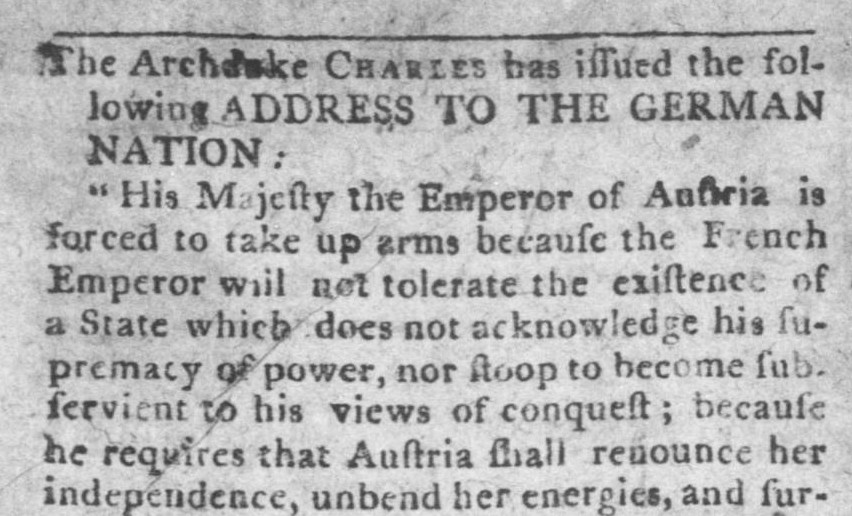 The Archduke CHARLES has iſſued the fol-
lowing ADDRESS TO THE GERMAN
NATION:
“ His Majeſty the Emperor of Auſtria is
forced to take up arms becauſe the French
Emperor will not tolerate the exiſtence of
a State which does not acknowledge his ſu-
premacy of power, nor ſtoop to become ſub-
ſervient to his views of conqueſt; becauſe
he requires that Auſtria ſhall renounce her
independence, unbend her energies, and ſur-